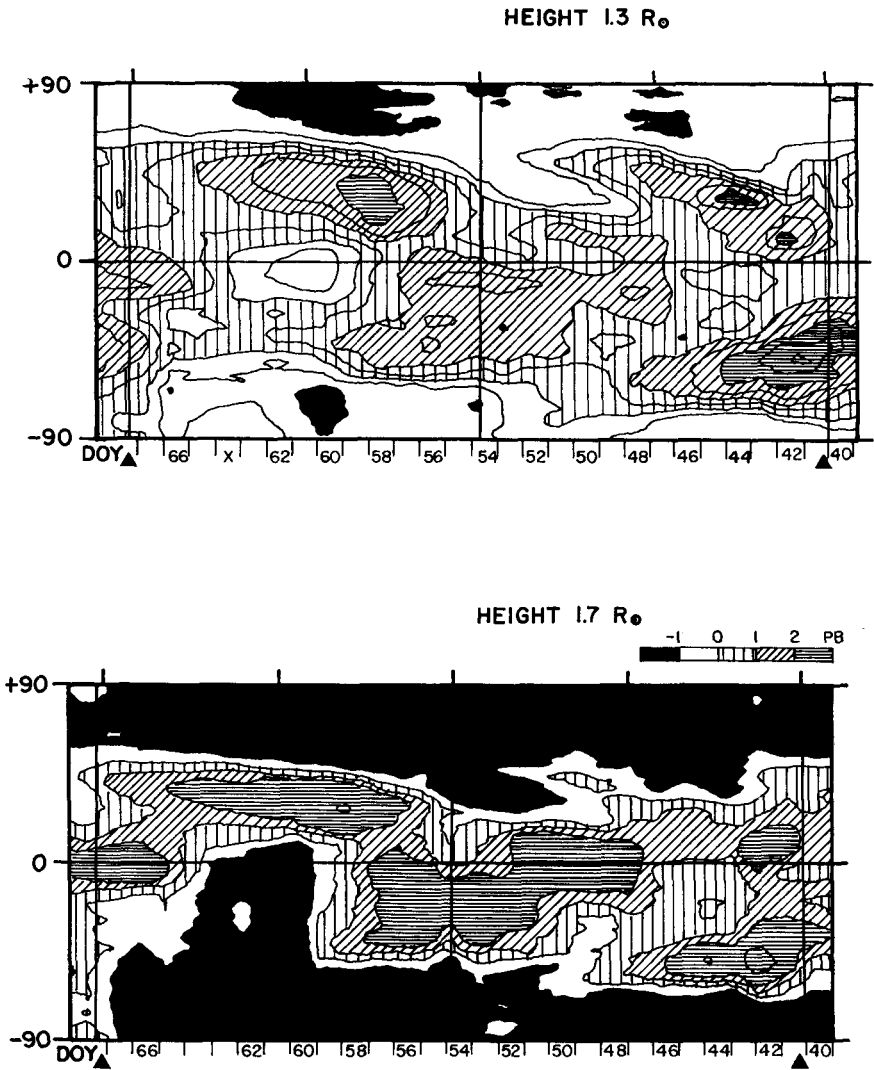 HEIGHT 1.3 R⊙
+90
0
-90
DOY▲ 66 X 62 60 58 56 54 52 50 48 46 44 42 ▲ 40
HEIGHT 1.7 R⊙
-1 0 1 2 PB
+90
0
-90
DOY▲ 66 62 60 58 56 54 52 50 48 46 44 42 ▲ 40